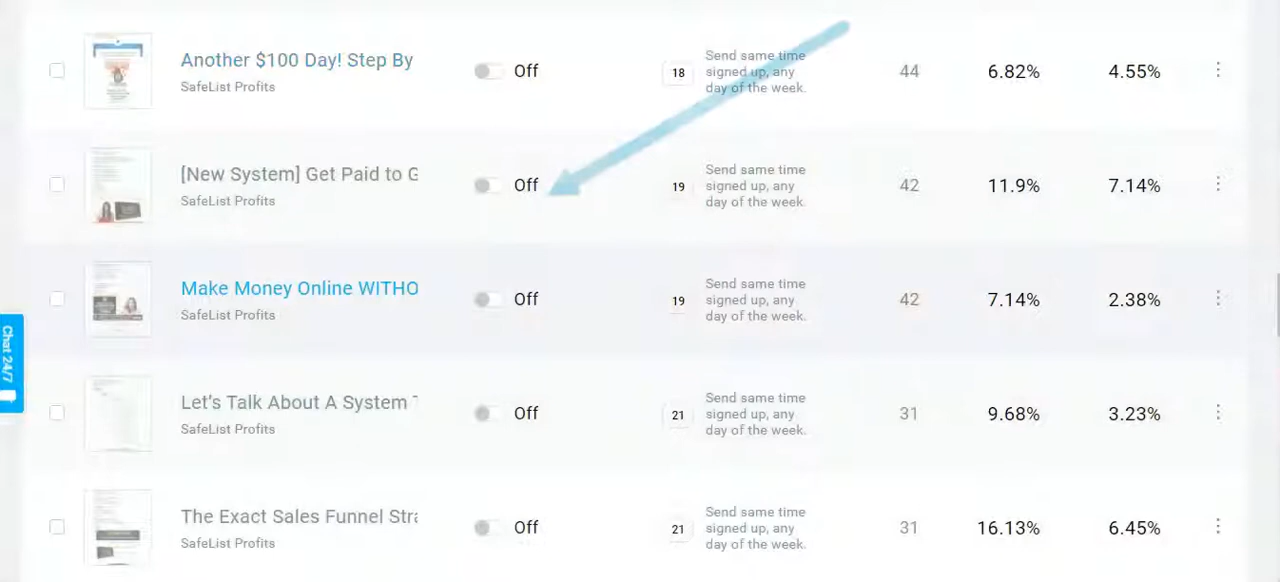 Another $100 Day! Step By
SafeList Profits
Off
18
Send same time
signed up, any
day of the week.
44
6.82%
4.55%
[New System] Get Paid to G
SafeList Profits
Off
19
Send same time
signed up, any
day of the week.
42
11.9%
7.14%
Make Money Online WITHO
SafeList Profits
Off
19
Send same time
signed up, any
day of the week.
42
7.14%
2.38%
Let's Talk About A System
SafeList Profits
Off
21
Send same time
signed up, any
day of the week.
31
9.68%
3.23%
The Exact Sales Funnel Stra
SafeList Profits
Off
21
Send same time
signed up, any
day of the week.
31
16.13%
6.45%
Chat 24/7